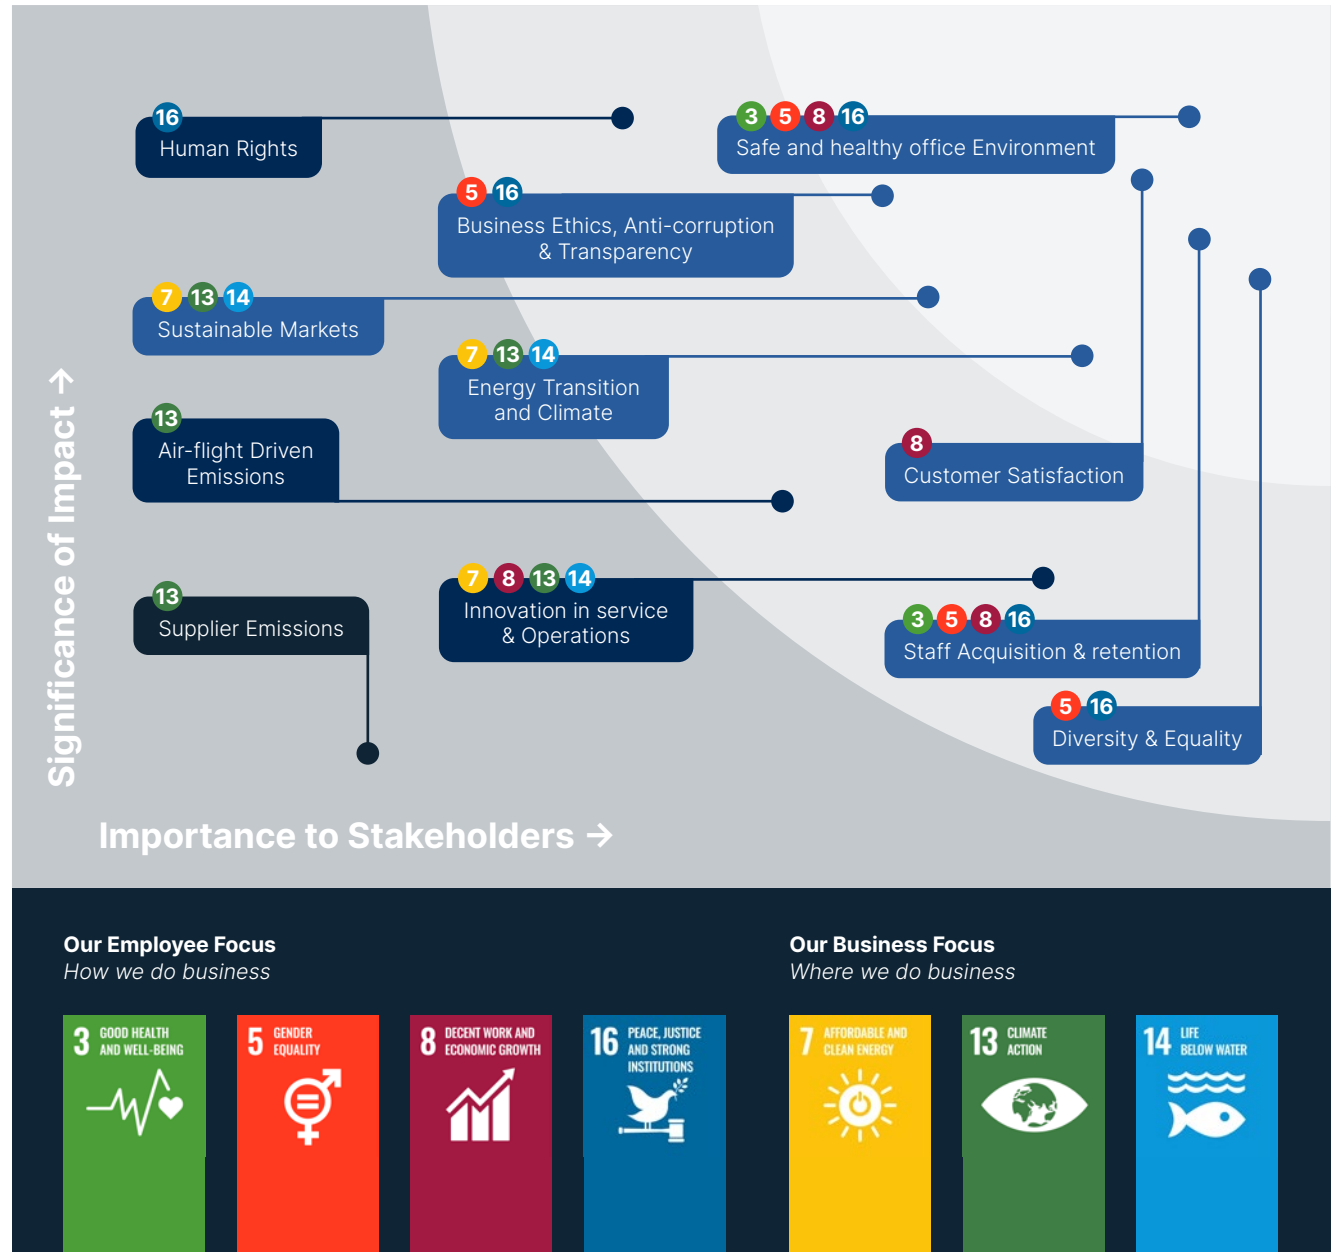 16
Human Rights
3 5 8 16
Safe and healthy office Environment
5 16
Business Ethics, Anti-corruption
& Transparency
7 13 14
Sustainable Markets
7 13 14
Energy Transition
and Climate
13
Air-flight Driven
Emissions
8
Customer Satisfaction
7 8 13 14
Innovation in service
& Operations
13
Supplier Emissions
3 5 8 16
Staff Acquisition & retention
5 16
Diversity & Equality
Significance of Impact →
Importance to Stakeholders →
Our Employee Focus
How we do business
3 GOOD HEALTH
AND WELL-BEING
5 GENDER
EQUALITY
8 DECENT WORK AND
ECONOMIC GROWTH
16 PEACE, JUSTICE
AND STRONG
INSTITUTIONS
Our Business Focus
Where we do business
7 AFFORDABLE AND
CLEAN ENERGY
13 CLIMATE
ACTION
14 LIFE
BELOW WATER